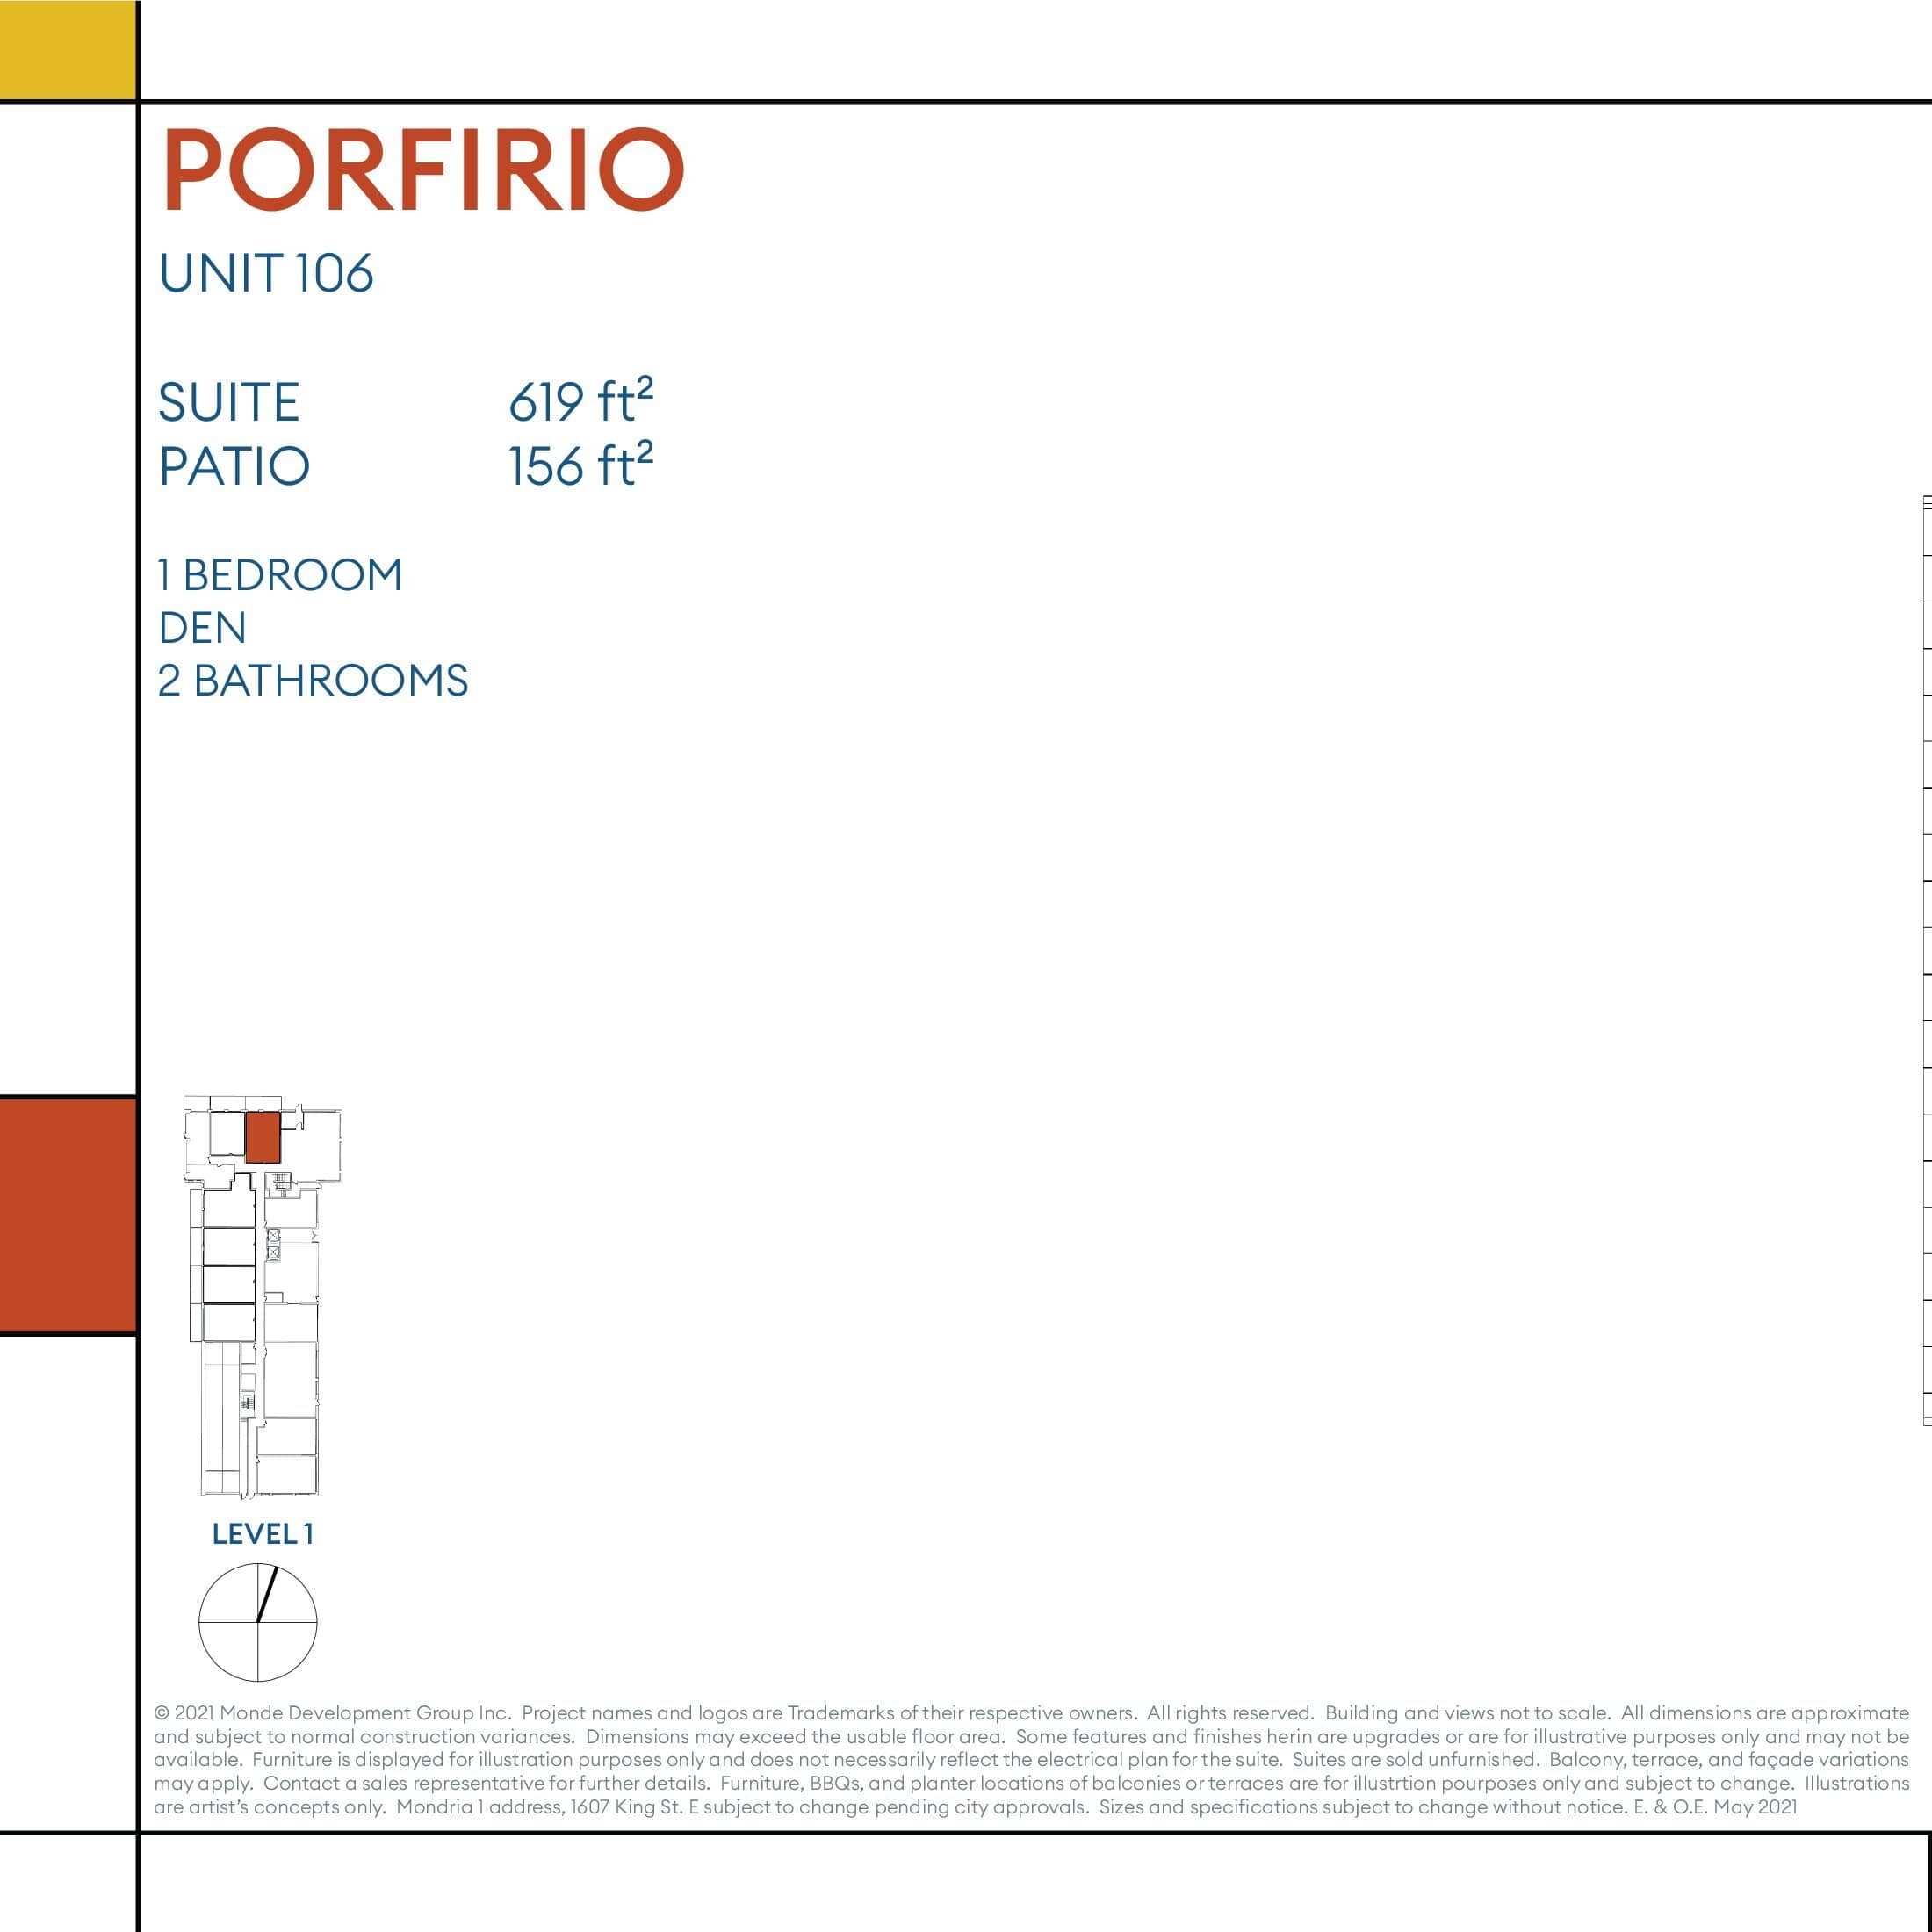 PORFIRIO
UNIT 106
SUITE 619 ft²
PATIO 156 ft²
1 BEDROOM
DEN
2 BATHROOMS
LEVEL 1
© 2021 Monde Development Group Inc. Project names and logos are Trademarks of their respective owners. All rights reserved. Building and views not to scale. All dimensions are approximate
and subject to normal construction variances. Dimensions may exceed the usable floor area. Some features and finishes herin are upgrades or are for illustrative purposes only and may not be
available. Furniture is displayed for illustration purposes only and does not necessarily reflect the electrical plan for the suite. Suites are sold unfurnished. Balcony, terrace, and façade variations
may apply. Contact a sales representative for further details. Furniture, BBQs, and planter locations of balconies or terraces are for illustrtion pourposes only and subject to change. Illustrations
are artist's concepts only. Mondria 1 address, 1607 King St. E subject to change pending city approvals. Sizes and specifications subject to change without notice. E. & O.E. May 2021